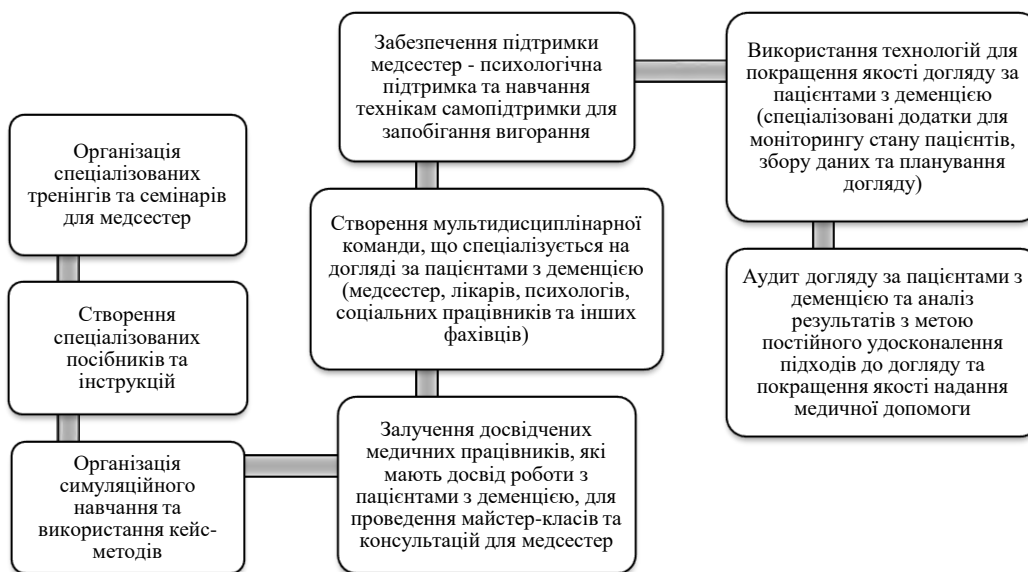 Організація
спеціалізованих
тренінгів та семінарів
для медсестер
Створення
спеціалізованих
посібників та
інструкцій
Організація
симуляційного
навчання та
використання кейс-
методів
Залучення досвідчених
медичних працівників, які
мають досвід роботи з
пацієнтами з деменцією, для
проведення майстер-класів та
консультацій для медсестер
Створення мультидисциплінарної
команди, що спеціалізується на
догляді за пацієнтами з деменцією
(медсестер, лікарів, психологів,
соціальних працівників та інших
фахівців)
Забезпечення підтримки
медсестер - психологічна
підтримка та навчання
технікам самопідтримки для
запобігання вигорання
Використання технологій для
покращення якості догляду за
пацієнтами з деменцією
(спеціалізовані додатки для
моніторингу стану пацієнтів,
збору даних та планування
догляду)
Аудит догляду за пацієнтами з
деменцією та аналіз
результатів з метою
постійного удосконалення
підходів до догляду та
покращення якості надання
медичної допомоги